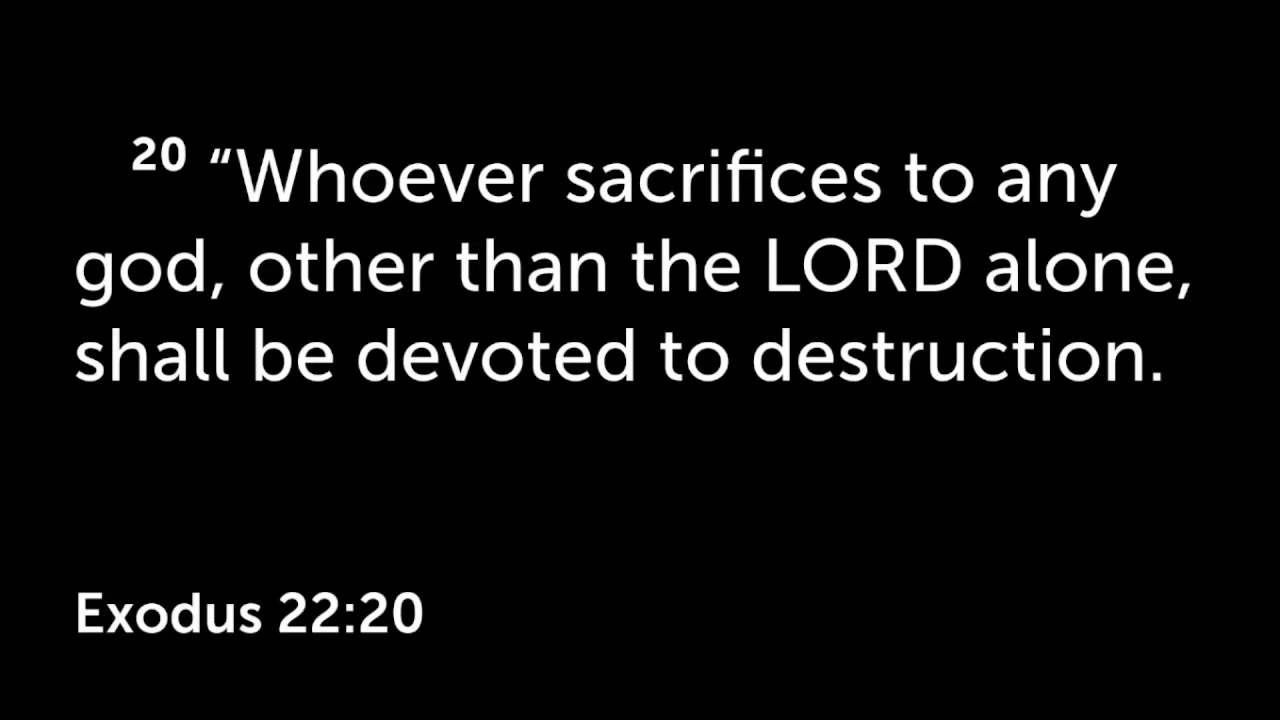 20 “Whoever sacrifices to any
god, other than the LORD alone,
shall be devoted to destruction.
Exodus 22:20